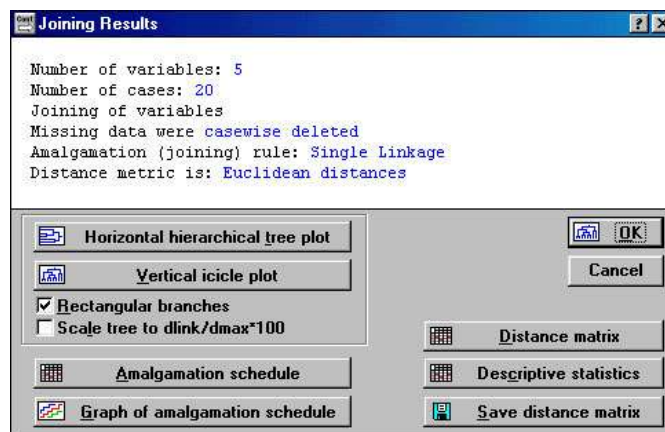 Joining Results
Number of variables: 5
Number of cases: 20
Joining of variables
Missing data were casewise deleted
Amalgamation (joining) rule: Single Linkage
Distance metric is: Euclidean distances
Horizontal hierarchical tree plot
OK
Vertical icicle plot
Cancel
Rectangular branches
Scale tree to dlink/dmax*100
Distance matrix
Amalgamation schedule
Descriptive statistics
Graph of amalgamation schedule
Save distance matrix